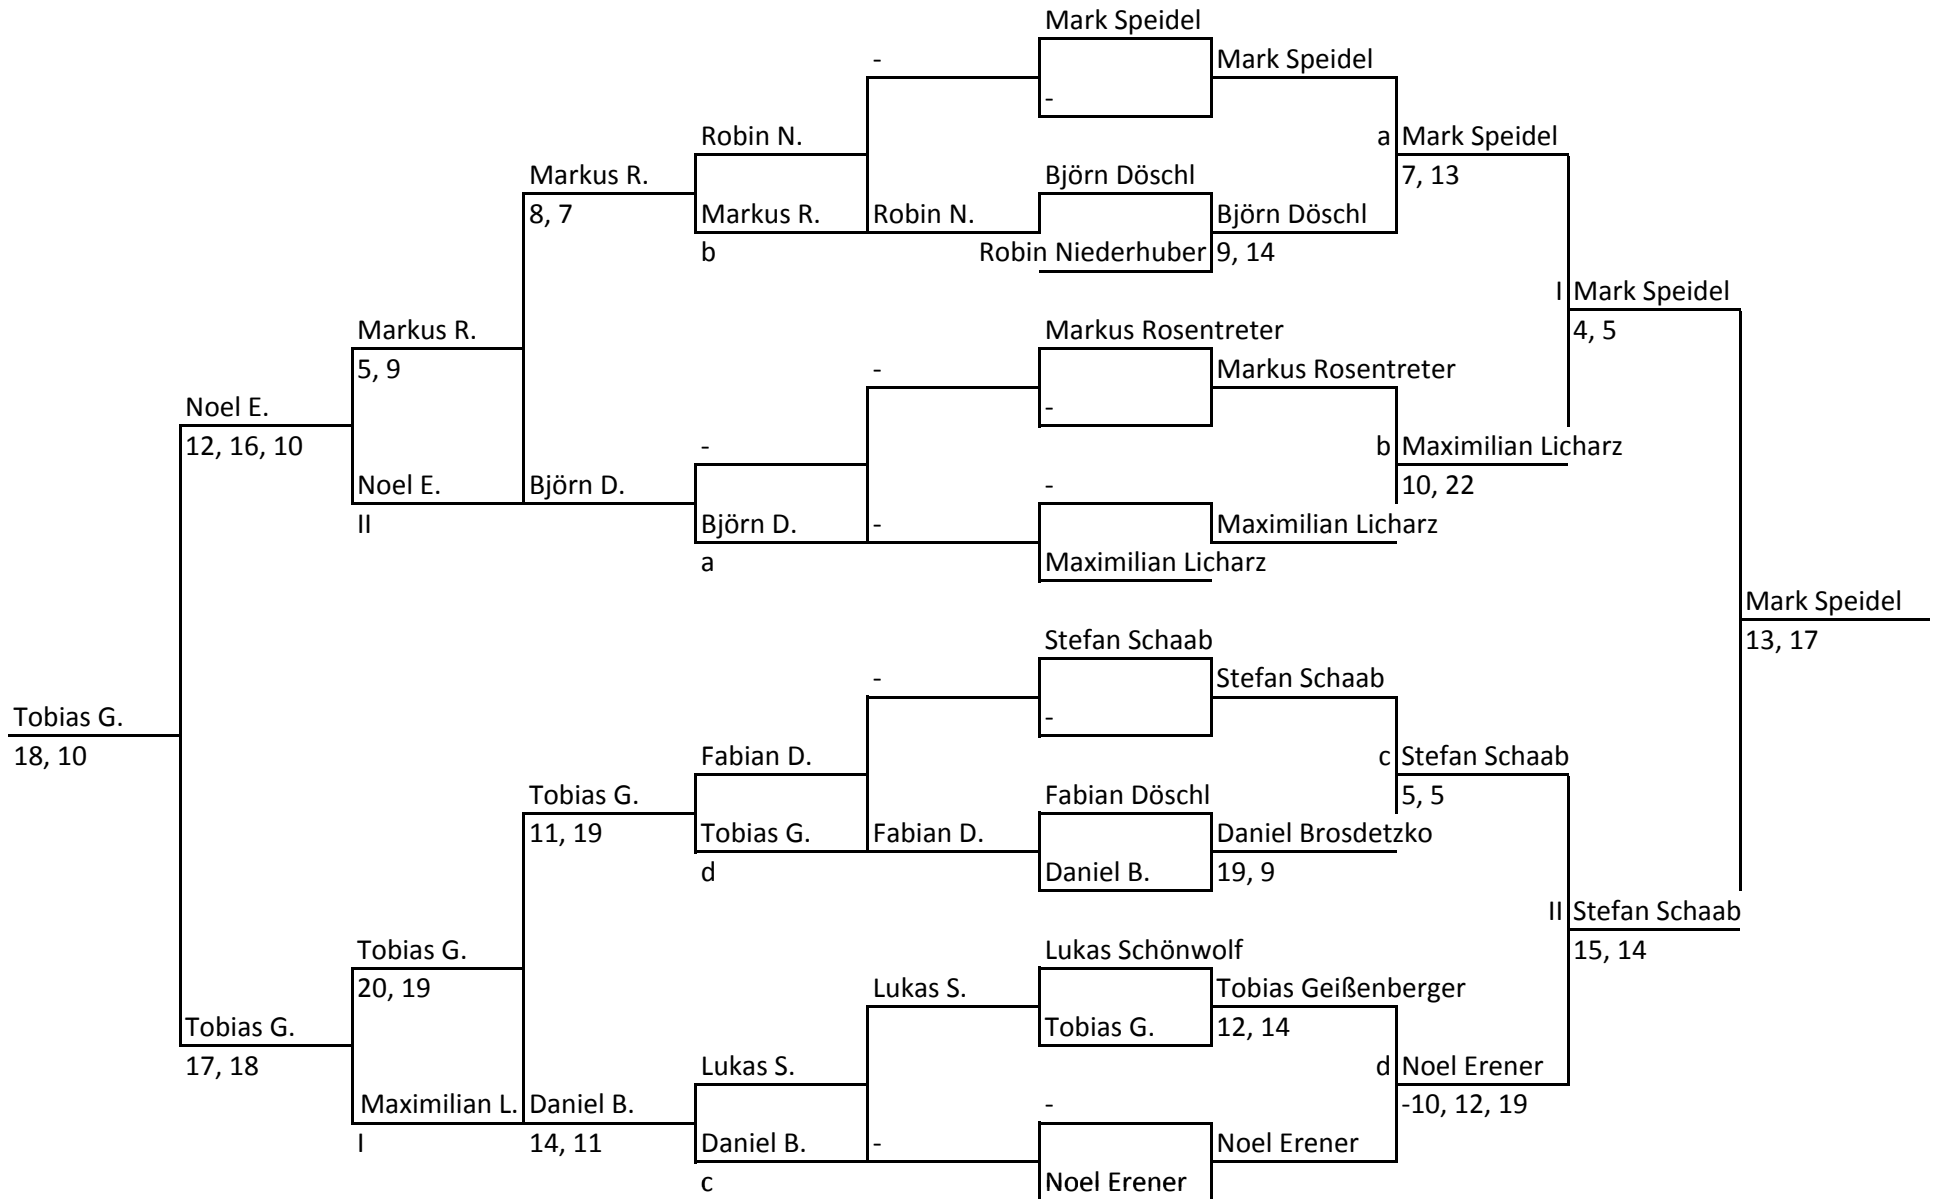 Mark Speidel
- Mark Speidel
-
Robin N. a Mark Speidel
Markus R. Björn Döschl 7, 13
8, 7 Markus R. Robin N. Björn Döschl
b Robin Niederhuber 9, 14
I Mark Speidel
Markus R. Markus Rosentreter 4, 5
5, 9 - Markus Rosentreter
Noel E. -
12, 16, 10 - b Maximilian Licharz
Noel E. Björn D. - 10, 22
II Björn D. - Maximilian Licharz
a Maximilian Licharz
Mark Speidel
Stefan Schaab 13, 17
- Stefan Schaab
Tobias G. -
18, 10 Fabian D. c Stefan Schaab
Tobias G. Fabian Döschl 5, 5
11, 19 Tobias G. Fabian D. Daniel Brosdetzko
d Daniel B. 19, 9
II Stefan Schaab
Tobias G. Lukas Schönwolf 15, 14
20, 19 Lukas S. Tobias Geißenberger
Tobias G. Tobias G. 12, 14
17, 18 Lukas S. d Noel Erener
Maximilian L. Daniel B. - -10, 12, 19
I 14, 11 Daniel B. - Noel Erener
c Noel Erener